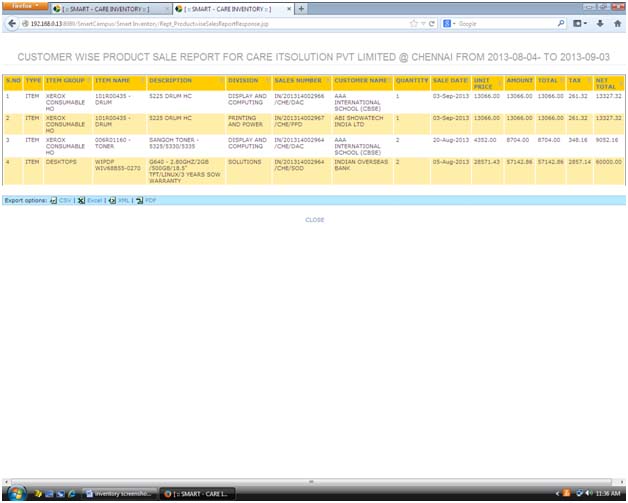 Firefox
[ :: SMART - CARE INVENTORY :: ] × [ :: SMART - CARE INVENTORY :: ] × +
192.168.0.13:8089/SmartCampus/Smart Inventory/Rept_ProductwiseSalesReportResponse.jsp Google
CUSTOMER WISE PRODUCT SALE REPORT FOR CARE ITSOLUTION PVT LIMITED @ CHENNAI FROM 2013-08-04- TO 2013-09-03
S.NO TYPE ITEM GROUP ITEM NAME DESCRIPTION DIVISION SALES NUMBER CUSTOMER NAME QUANTITY SALE DATE UNIT AMOUNT TOTAL TAX NET
PRICE TOTAL
1 ITEM XEROX 101R00435 - 5225 DRUM HC DISPLAY AND IN/201314002966 AAA 1 03-Sep-2013 13066.00 13066.00 13066.00 261.32 13327.32
CONSUMABLE DRUM COMPUTING /CHE/DAC INTERNATIONAL
HO SCHOOL (CBSE)
2 ITEM XEROX 101R00435 - 5225 DRUM HC PRINTING IN/201314002967 ABI SHOWATECH 1 03-Sep-2013 13066.00 13066.00 13066.00 261.32 13327.32
CONSUMABLE DRUM AND POWER /CHE/PPD INDIA LTD
HO
3 ITEM XEROX 006R01160 - SANGOH TONER - DISPLAY AND IN/201314002964 AAA 2 20-Aug-2013 4352.00 8704.00 8704.00 348.16 9052.16
CONSUMABLE TONER 5325/5330/5335 COMPUTING /CHE/DAC INTERNATIONAL
HO SCHOOL (CBSE)
4 ITEM DESKTOPS WIPDF G640 - 2.80GHZ/2GB SOLUTIONS IN/201314002964 INDIAN OVERSEAS 2 05-Aug-2013 28571.43 57142.86 57142.86 2857.14 60000.00
WIV68855-0270 /500GB/18.5" /CHE/SOD BANK
TFT/LINUX/3 YEARS SOW
WARRANTY
Export options: CSV | Excel | XML | PDF
CLOSE
inventory screensho... [ :: SMART - CARE I... 11:36 AM